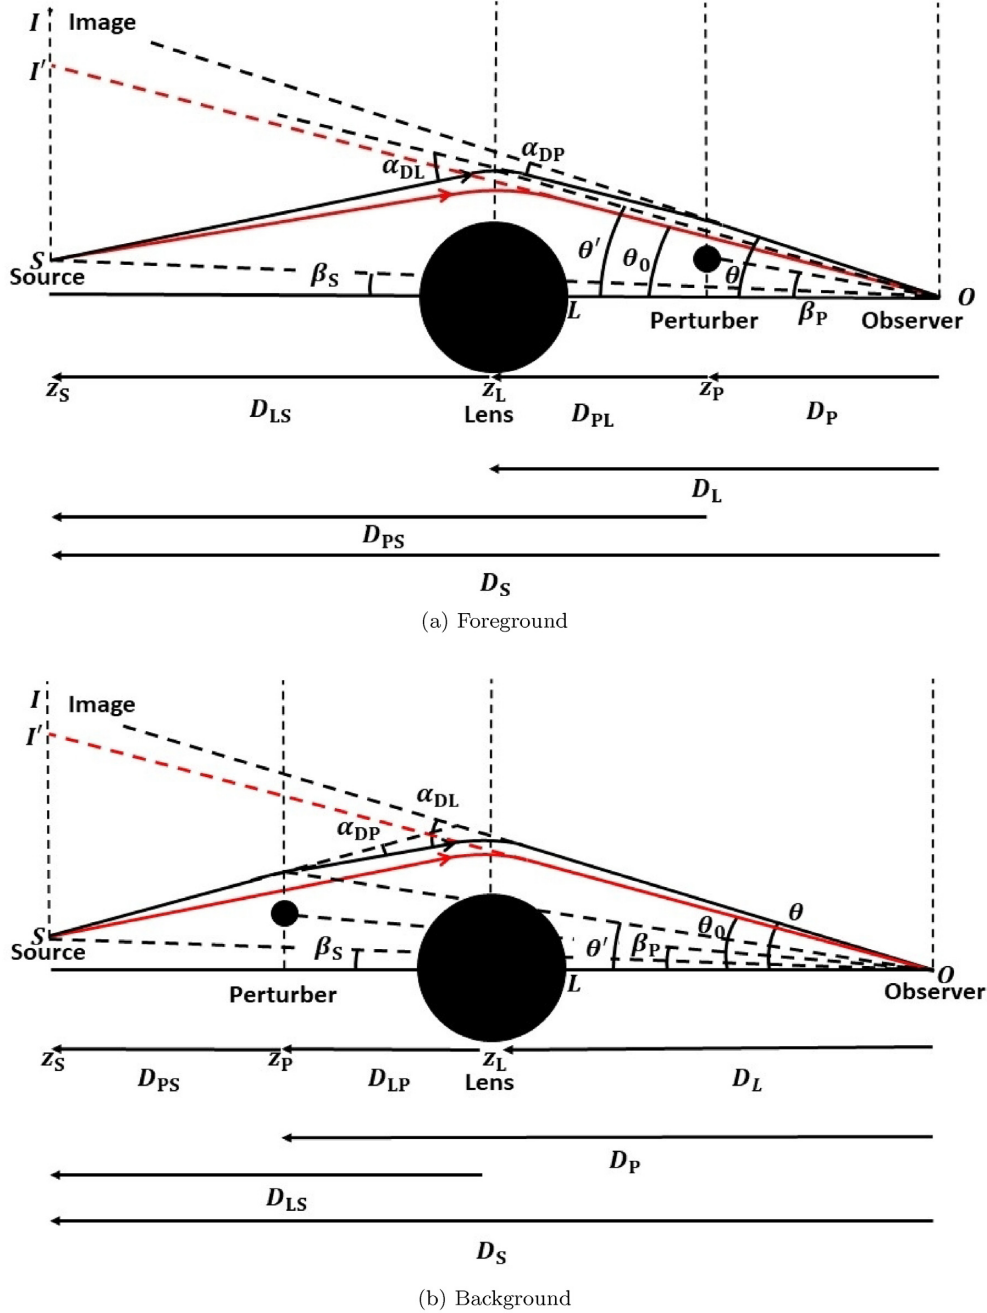 I Image
I′
α_DL α_DP
S
Source
β_S θ′ θ₀ θ β_P
L O
Perturber Observer
z_S z_L z_P
D_LS Lens D_PL D_P
D_L
D_PS
D_S
(a) Foreground
I Image
I′
α_DL
α_DP
S
Source
β_S θ′ β_P θ₀ θ
L O
Perturber Observer
z_S z_P z_L
D_PS D_LP Lens D_L
D_P
D_LS
D_S
(b) Background